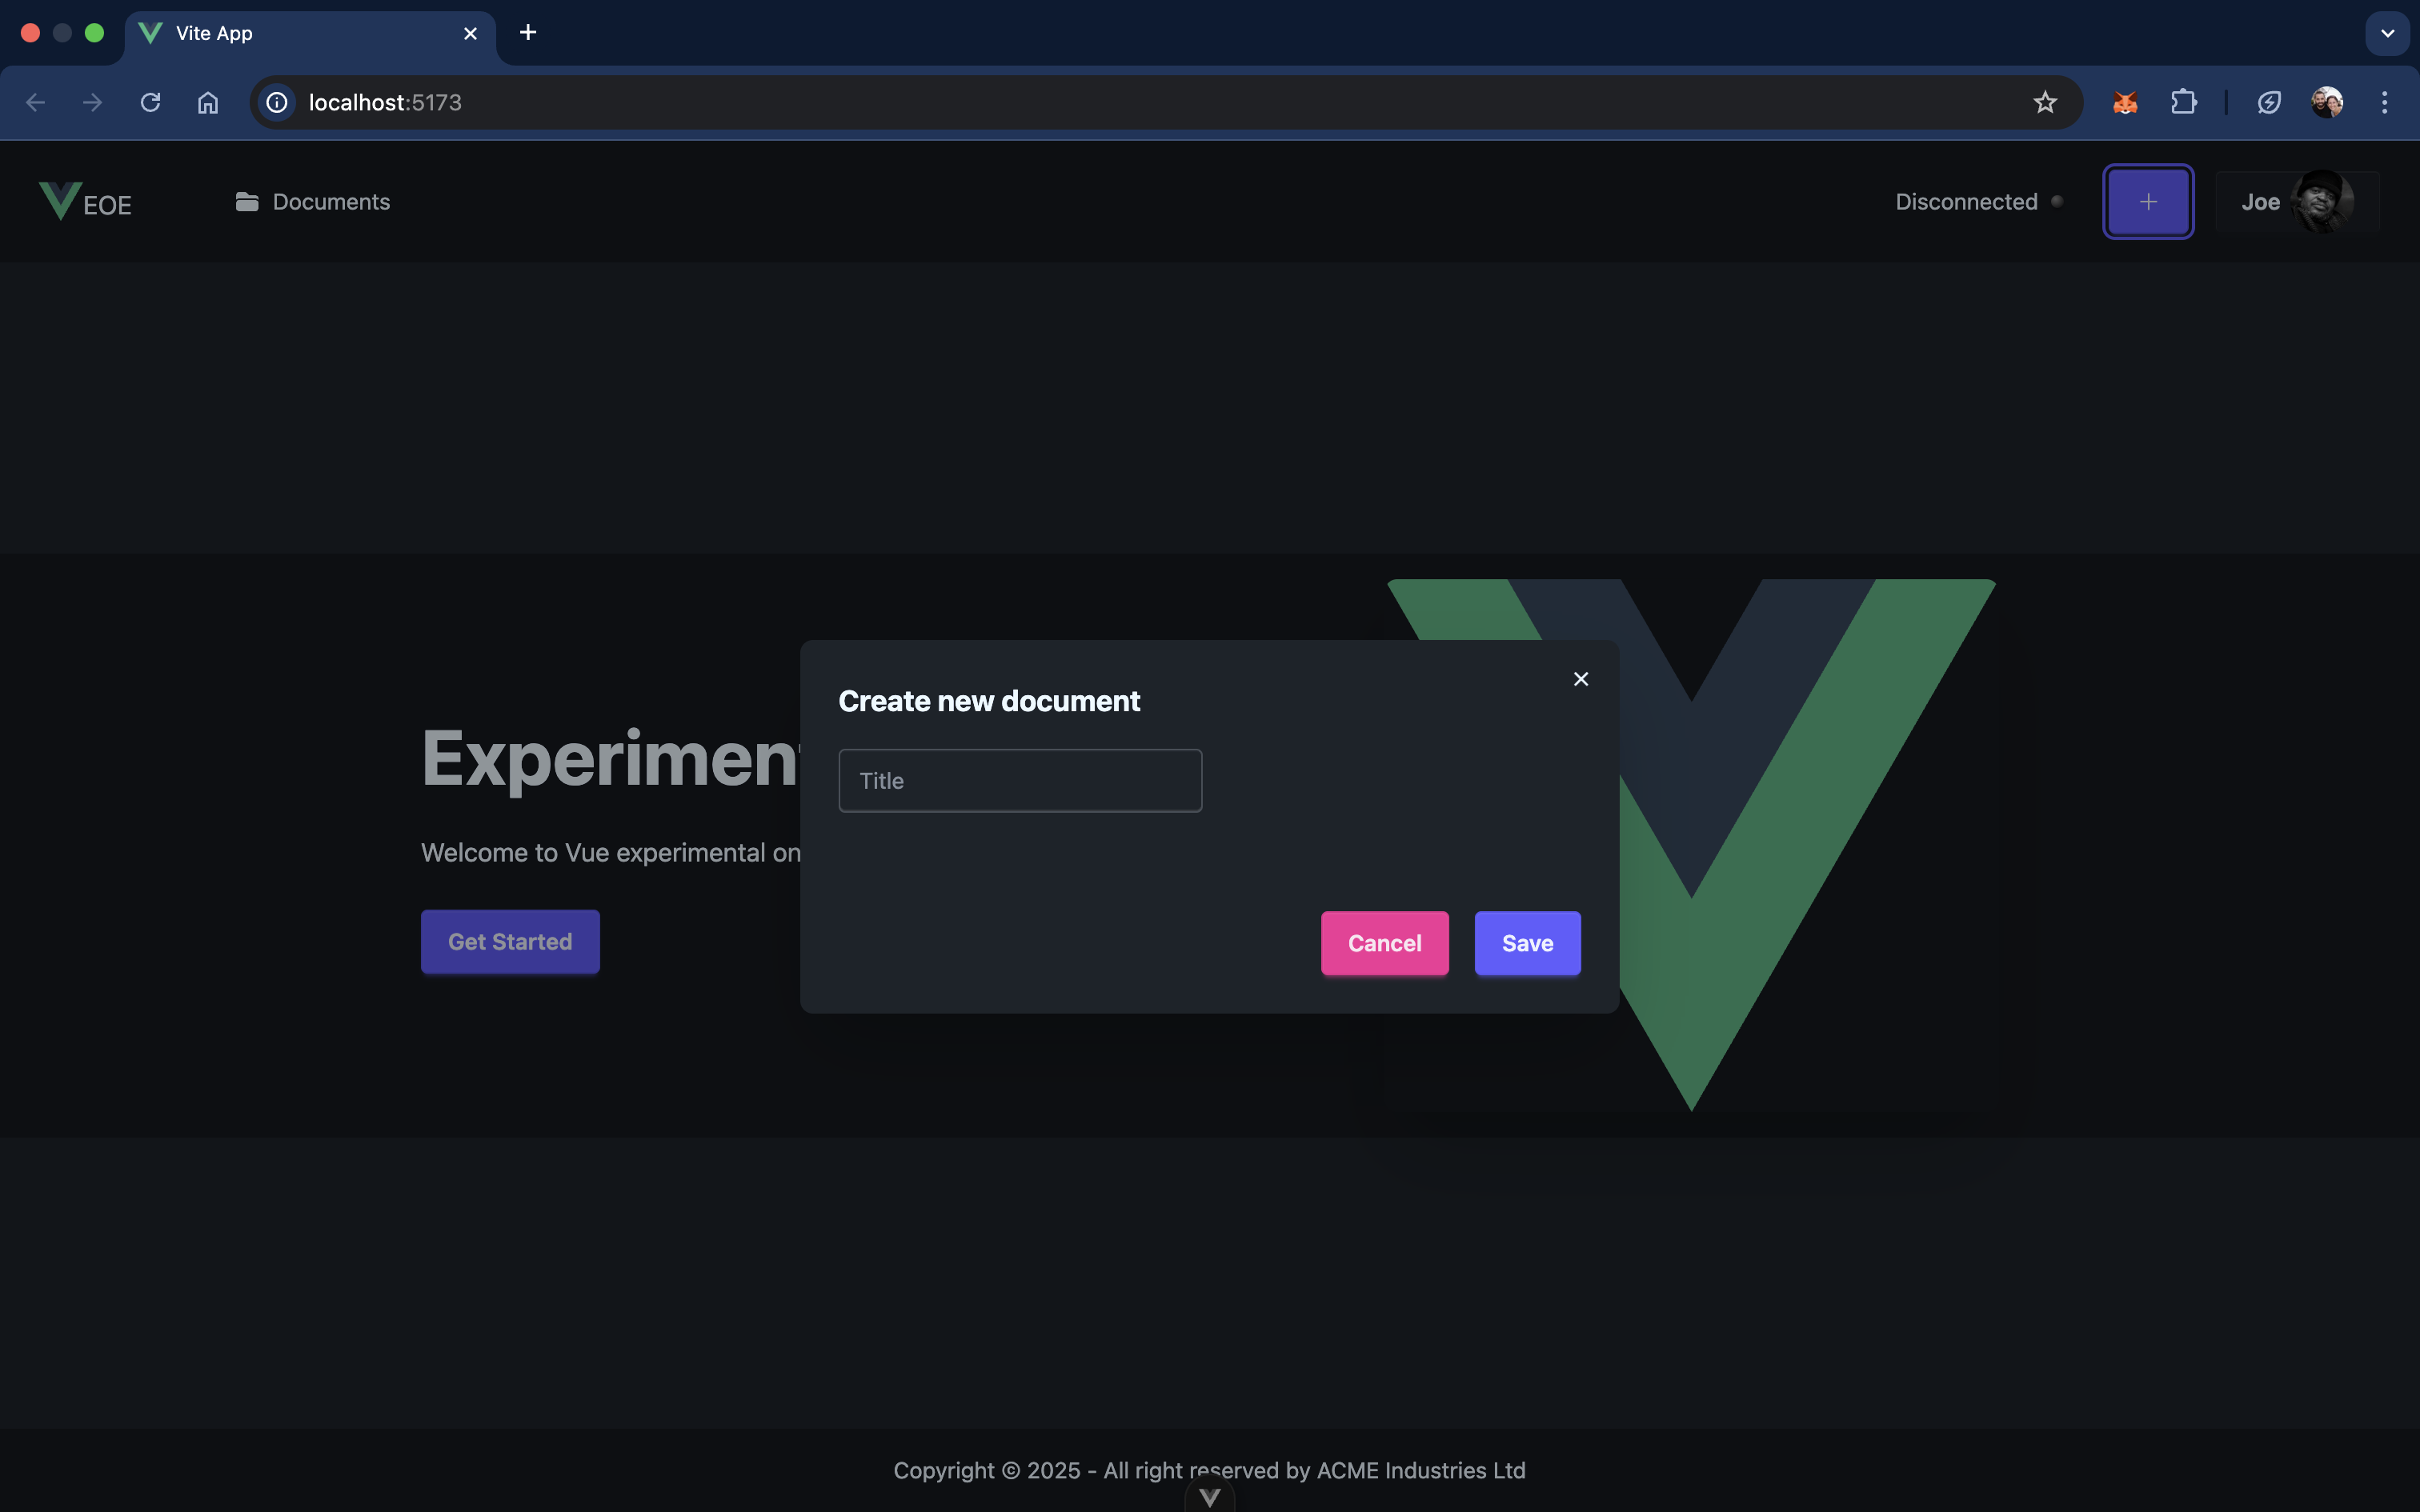 Vite App
localhost:5173
EOE
Documents
Disconnected
Joe
Create new document
Title
Experimen
Welcome to Vue experimental on
Get Started
Cancel
Save
Copyright © 2025 - All right reserved by ACME Industries Ltd